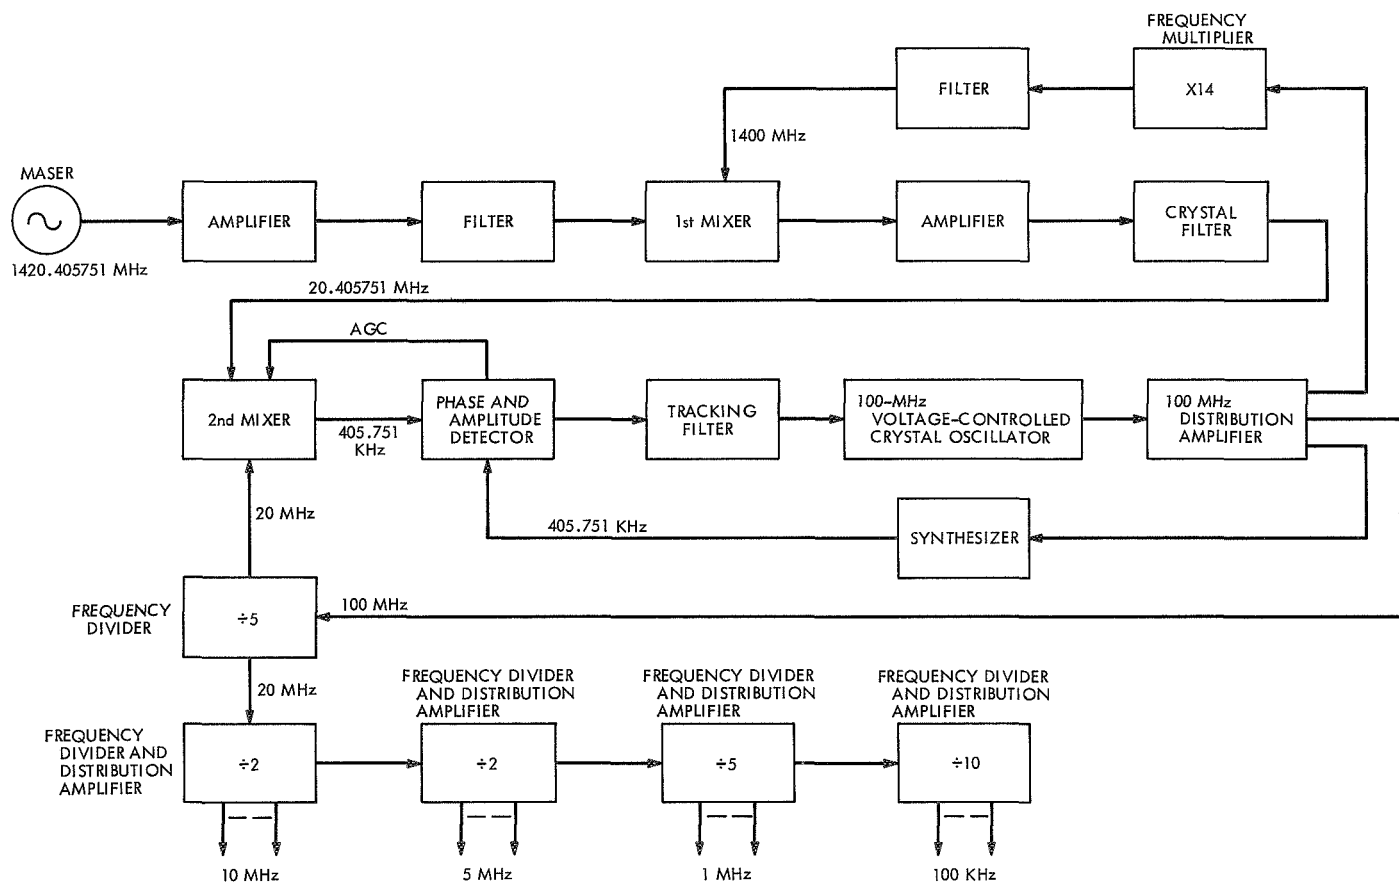 FREQUENCY
MULTIPLIER
FILTER
X14
1400 MHz
MASER
AMPLIFIER
FILTER
1st MIXER
AMPLIFIER
CRYSTAL
FILTER
1420.405751 MHz
20.405751 MHz
AGC
2nd MIXER
405.751
KHz
PHASE AND
AMPLITUDE
DETECTOR
TRACKING
FILTER
100-MHz
VOLTAGE-CONTROLLED
CRYSTAL OSCILLATOR
100 MHz
DISTRIBUTION
AMPLIFIER
20 MHz
405.751 KHz
SYNTHESIZER
FREQUENCY
DIVIDER
÷5
100 MHz
20 MHz
FREQUENCY DIVIDER
AND DISTRIBUTION
AMPLIFIER
FREQUENCY DIVIDER
AND DISTRIBUTION
AMPLIFIER
FREQUENCY DIVIDER
AND DISTRIBUTION
AMPLIFIER
FREQUENCY
DIVIDER AND
DISTRIBUTION
AMPLIFIER
÷2
÷2
÷5
÷10
10 MHz
5 MHz
1 MHz
100 KHz